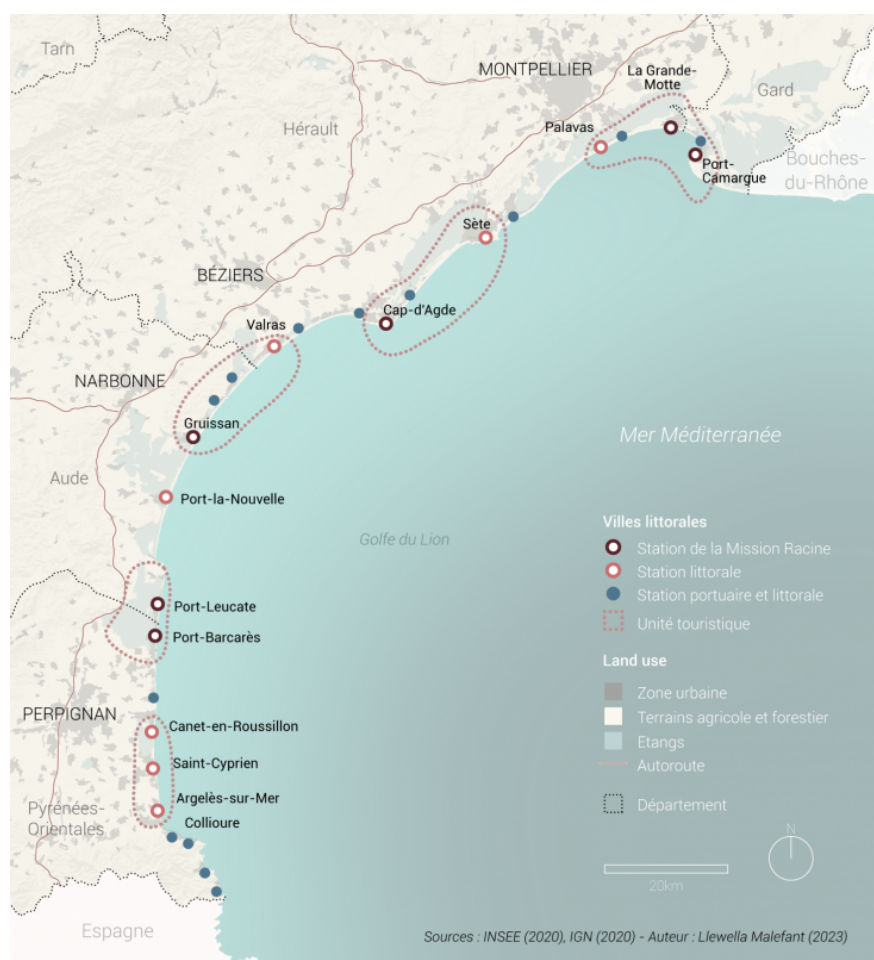 Tarn
MONTPELLIER
La Grande-
Motte
Gard
Hérault
Palavas
Port-
Camargue
Bouches-
du-Rhône
Sète
BÉZIERS
Cap-d'Agde
Valras
NARBONNE
Gruissan
Mer Méditerranée
Aude
Port-la-Nouvelle
Golfe du Lion
Port-Leucate
Port-Barcarès
PERPIGNAN
Canet-en-Roussillon
Saint-Cyprien
Argelès-sur-Mer
Pyrénées-
Orientales
Collioure
Espagne
Villes littorales
Station de la Mission Racine
Station littorale
Station portuaire et littorale
Unité touristique
Land use
Zone urbaine
Terrains agricole et forestier
Etangs
Autoroute
Département
N
20km
Sources : INSEE (2020), IGN (2020) - Auteur : Llewella Malefant (2023)